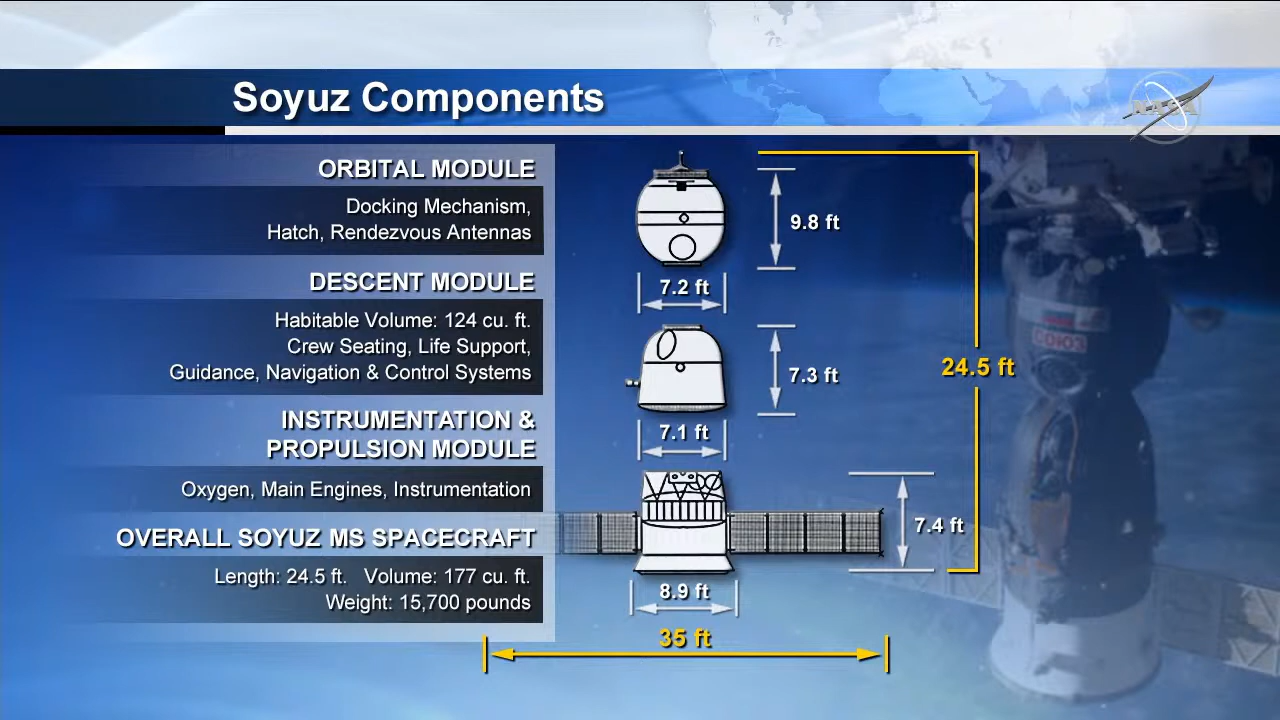 Soyuz Components
NASA
ORBITAL MODULE
Docking Mechanism,
Hatch, Rendezvous Antennas
DESCENT MODULE
Habitable Volume: 124 cu. ft.
Crew Seating, Life Support,
Guidance, Navigation & Control Systems
INSTRUMENTATION &
PROPULSION MODULE
Oxygen, Main Engines, Instrumentation
OVERALL SOYUZ MS SPACECRAFT
Length: 24.5 ft. Volume: 177 cu. ft.
Weight: 15,700 pounds
9.8 ft
7.2 ft
7.3 ft
7.1 ft
7.4 ft
8.9 ft
35 ft
24.5 ft
СОЮЗ